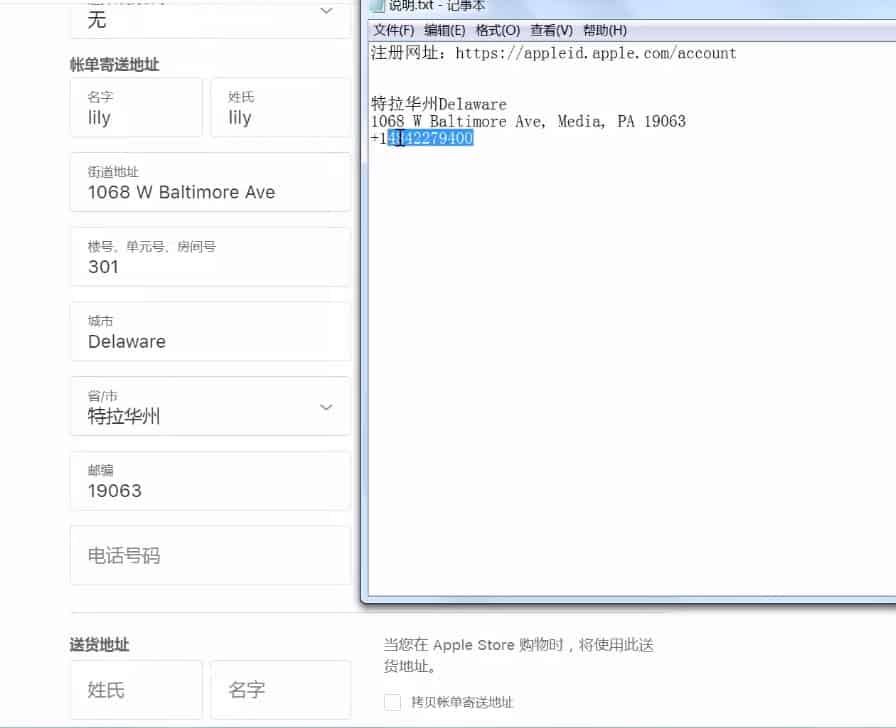 无
帐单寄送地址
名字
lily
姓氏
lily
街道地址
1068 W Baltimore Ave
楼号、单元号、房间号
301
城市
Delaware
省/市
特拉华州
邮编
19063
电话号码
送货地址
姓氏
名字
当您在 Apple Store 购物时，将使用此送
货地址。
拷贝帐单寄送地址
说明.txt - 记事本
文件(F) 编辑(E) 格式(O) 查看(V) 帮助(H)
注册网址：https://appleid.apple.com/account
特拉华州Delaware
1068 W Baltimore Ave, Media, PA 19063
+14842279400